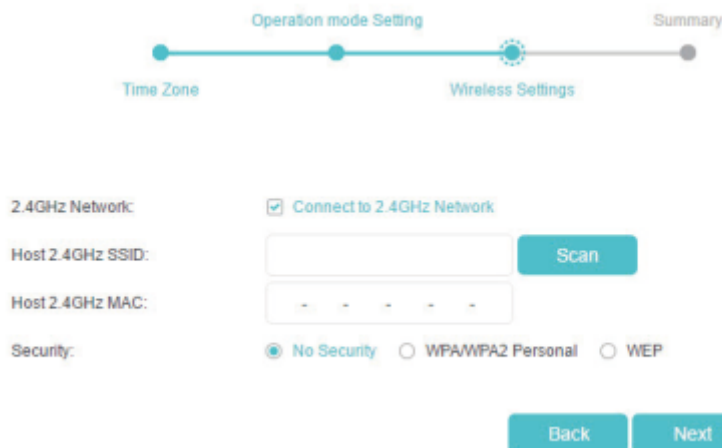 Operation mode Setting Summary
Time Zone Wireless Settings
2.4GHz Network: Connect to 2.4GHz Network
Host 2.4GHz SSID: Scan
Host 2.4GHz MAC: - - - - -
Security: No Security WPA/WPA2 Personal WEP
Back Next